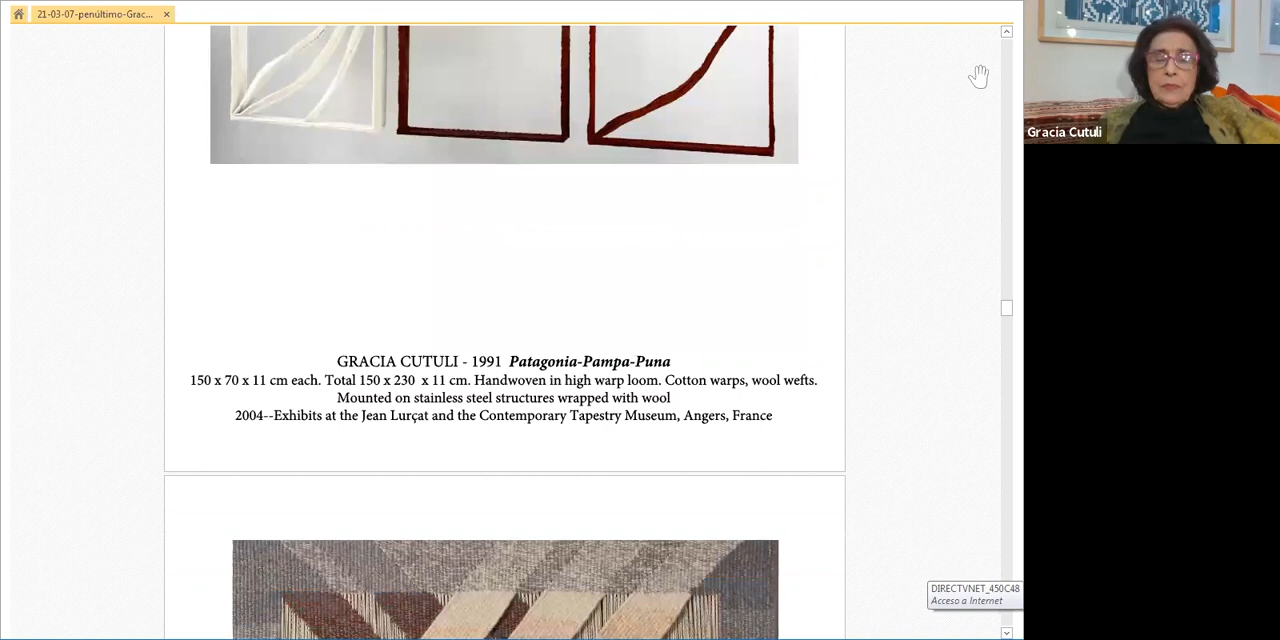 21-03-07-penúltimo-Grac...
Gracia Cutuli
GRACIA CUTULI - 1991 Patagonia-Pampa-Puna
150 x 70 x 11 cm each. Total 150 x 230 x 11 cm. Handwoven in high warp loom. Cotton warps, wool wefts.
Mounted on stainless steel structures wrapped with wool
2004--Exhibits at the Jean Lurçat and the Contemporary Tapestry Museum, Angers, France
DIRECTVNET_450C48
Acceso a Internet